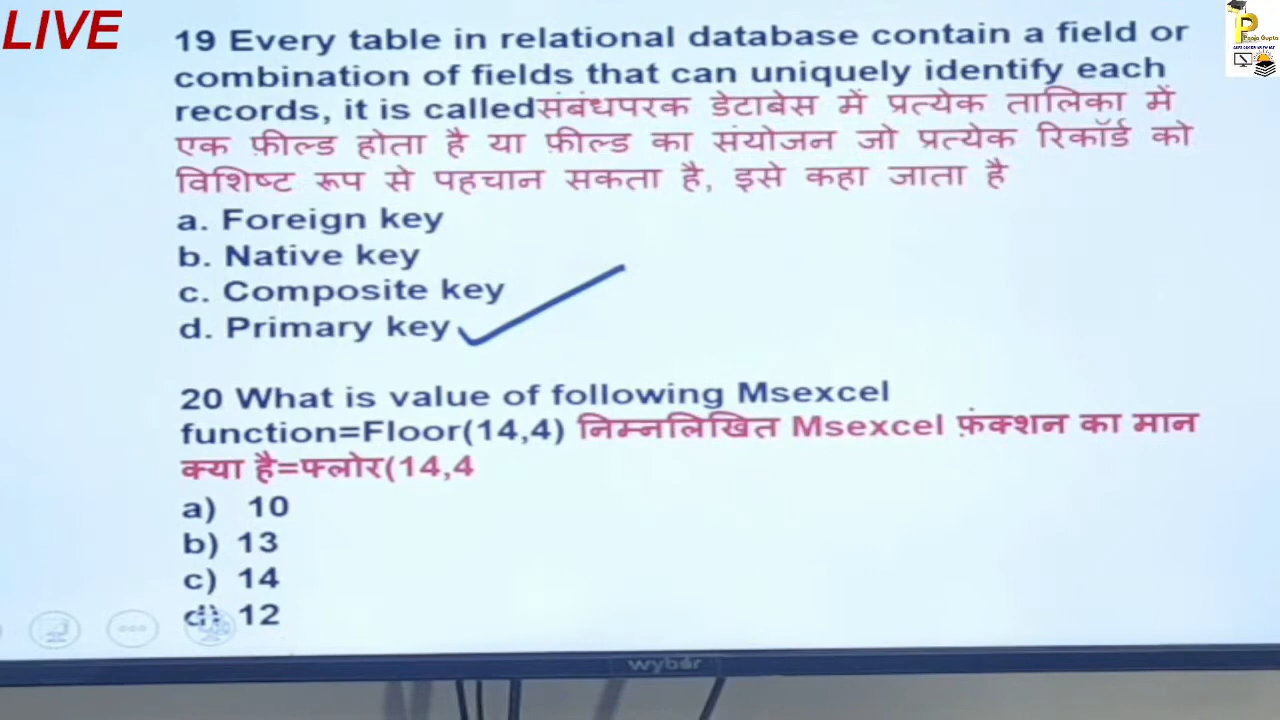 LIVE
Pooja Gupta
19 Every table in relational database contain a field or
combination of fields that can uniquely identify each
records, it is calledसंबंधपरक डेटाबेस में प्रत्येक तालिका में
एक फ़ील्ड होता है या फ़ील्ड का संयोजन जो प्रत्येक रिकॉर्ड को
विशिष्ट रूप से पहचान सकता है, इसे कहा जाता है
a. Foreign key
b. Native key
c. Composite key
d. Primary key
20 What is value of following Msexcel
function=Floor(14,4) निम्नलिखित Msexcel फ़ंक्शन का मान
क्या है=फ्लोर(14,4
a) 10
b) 13
c) 14
d) 12
wybor